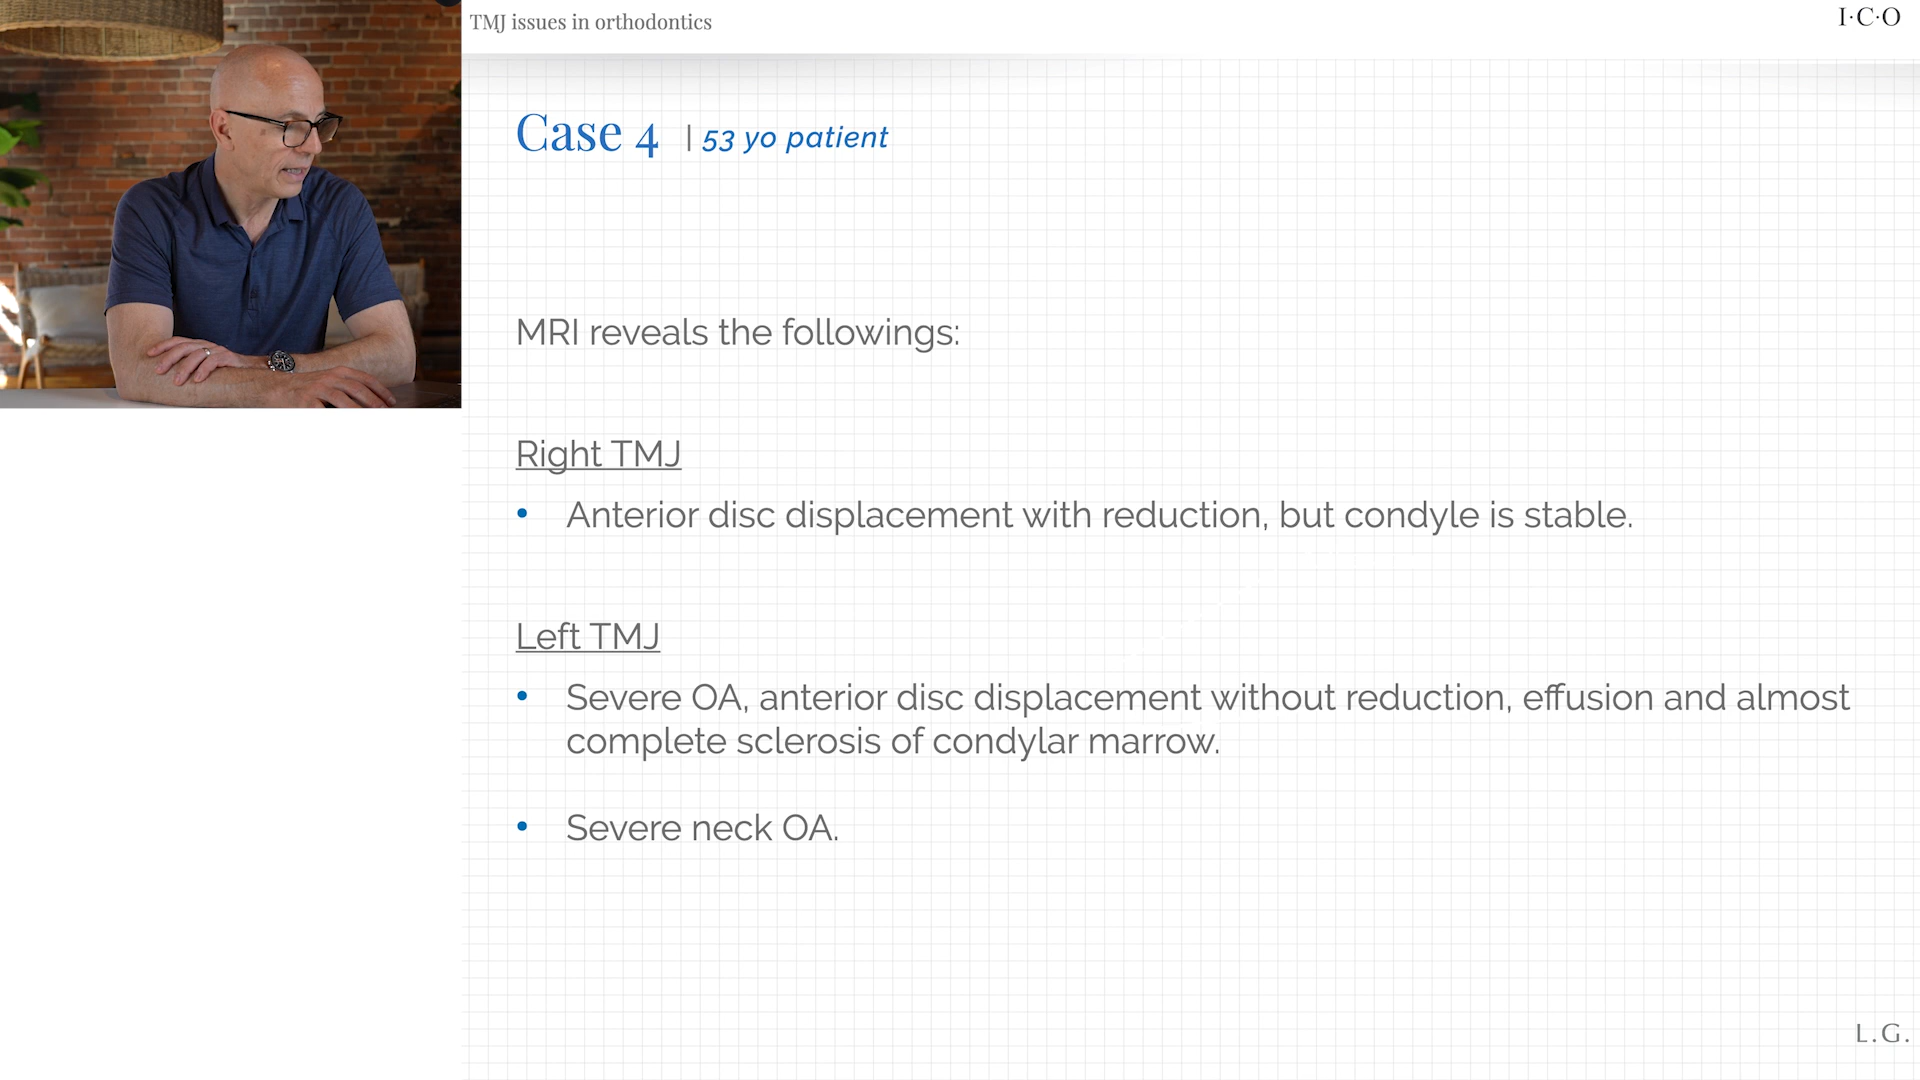 TMJ issues in orthodontics
I·C·O
Case 4 | 53 yo patient
MRI reveals the followings:
Right TMJ
• Anterior disc displacement with reduction, but condyle is stable.
Left TMJ
• Severe OA, anterior disc displacement without reduction, effusion and almost
complete sclerosis of condylar marrow.
• Severe neck OA.
L.G.